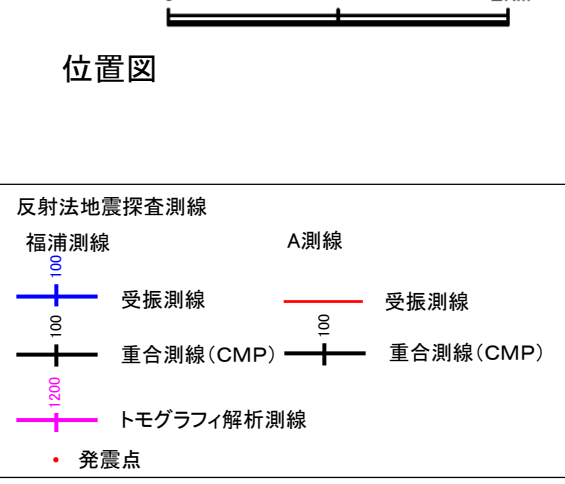 位置図
反射法地震探査測線
福浦測線 A測線
100
受振測線 受振測線
100 100
重合測線(CMP) 重合測線(CMP)
1200
トモグラフィ解析測線
発震点